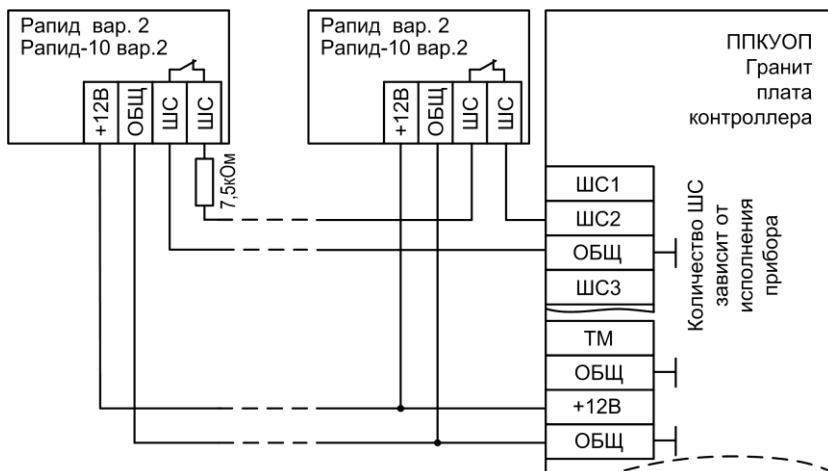 Рапид вар. 2
Рапид-10 вар.2
+12В
ОБЩ
ШС
ШС
7,5кОм
Рапид вар. 2
Рапид-10 вар.2
+12В
ОБЩ
ШС
ШС
ППКУОП
Гранит
плата
контроллера
ШС1
ШС2
ОБЩ
ШС3
ТМ
ОБЩ
+12В
ОБЩ
Количество ШС
зависит от
исполнения
прибора